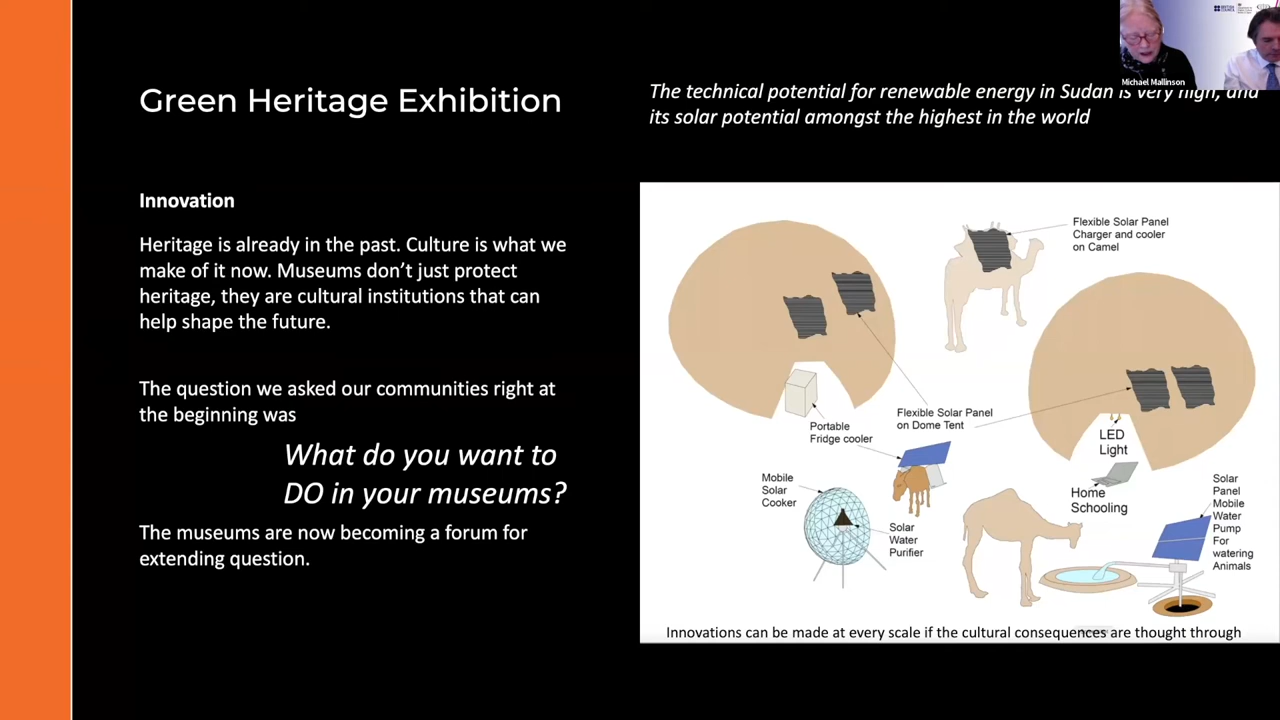 Green Heritage Exhibition
The technical potential for renewable energy in Sudan is very high, and
its solar potential amongst the highest in the world
Michael Mallinson
Innovation
Heritage is already in the past. Culture is what we
make of it now. Museums don't just protect
heritage, they are cultural institutions that can
help shape the future.
The question we asked our communities right at
the beginning was
What do you want to
DO in your museums?
The museums are now becoming a forum for
extending question.
Flexible Solar Panel
Charger and cooler
on Camel
Flexible Solar Panel
on Dome Tent
Portable
Fridge cooler
LED
Light
Mobile
Solar
Cooker
Home
Schooling
Solar
Water
Purifier
Solar
Panel
Mobile
Water
Pump
For
watering
Animals
Innovations can be made at every scale if the cultural consequences are thought through